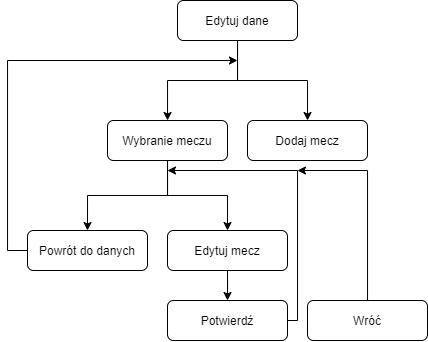 Edytuj dane
Wybranie meczu
Dodaj mecz
Powrót do danych
Edytuj mecz
Potwierdź
Wróć